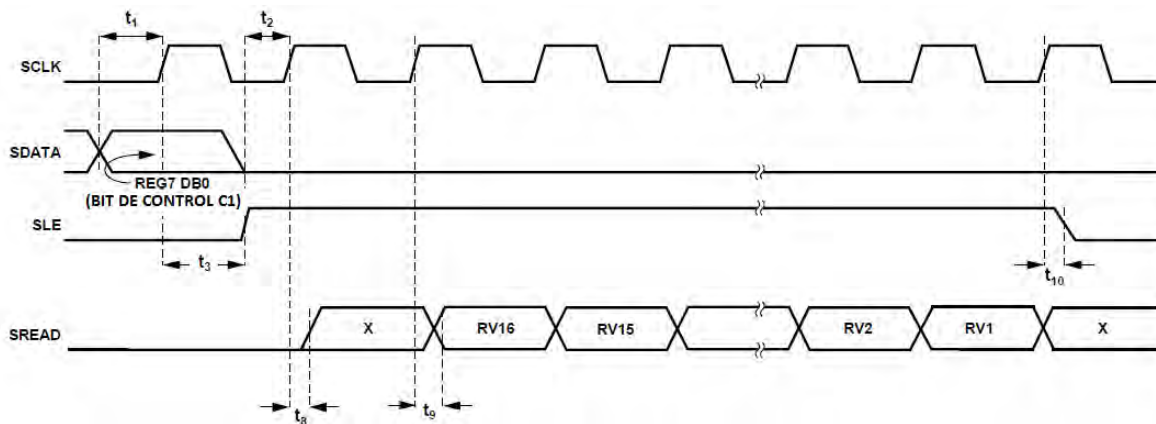 t1 t2
SCLK
SDATA
REG7 DB0
(BIT DE CONTROL C1)
SLE
t3
t10
SREAD X RV16 RV15 RV2 RV1 X
t8 t9